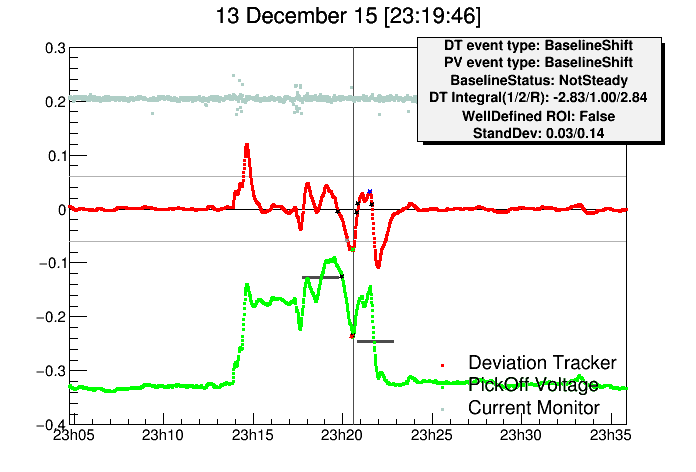 13 December 15 [23:19:46]
DT event type: BaselineShift
PV event type: BaselineShift
BaselineStatus: NotSteady
DT Integral(1/2/R): -2.83/1.00/2.84
WellDefined ROI: False
StandDev: 0.03/0.14
0.3
0.2
0.1
0
−0.1
−0.2
−0.3
−0.4
Deviation Tracker
PickOff Voltage
Current Monitor
23h05 23h10 23h15 23h20 23h25 23h30 23h35